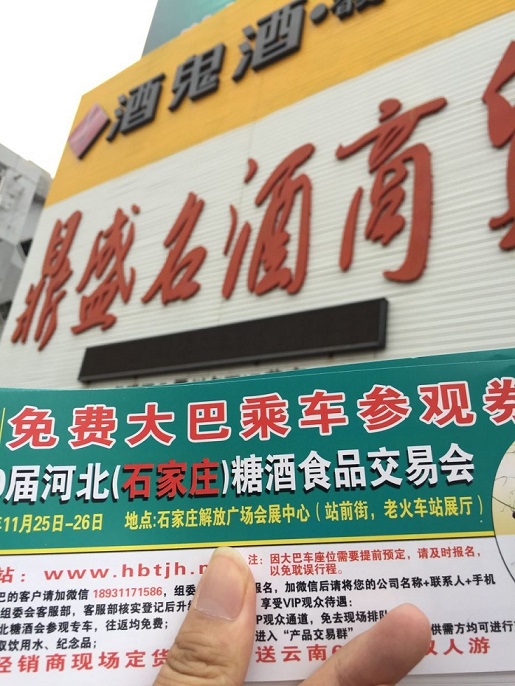 酒鬼酒·
鼎盛名酒商
免费大巴乘车参观券
届河北(石家庄)糖酒食品交易会
11月25日-26日 地点:石家庄解放广场会展中心（站前街，老火车站展厅）
站：www.hbtjh.n
注：因大巴车座位需要提前预定，请及时报名，
以免耽误行程。
巴的客户请加微信 18931171586，组委 报名，加微信后请将您的公司名称+联系人+手机
组委会客服部，客服部核实登记后升 享受VIP观众待遇：
北糖酒会参观专车，往返均免费； VIP观众通道，免去现场排队
取饮用水、纪念品； 进入“产品交易群” 供需方均可进行
经销商现场定货 送云南6 双人游